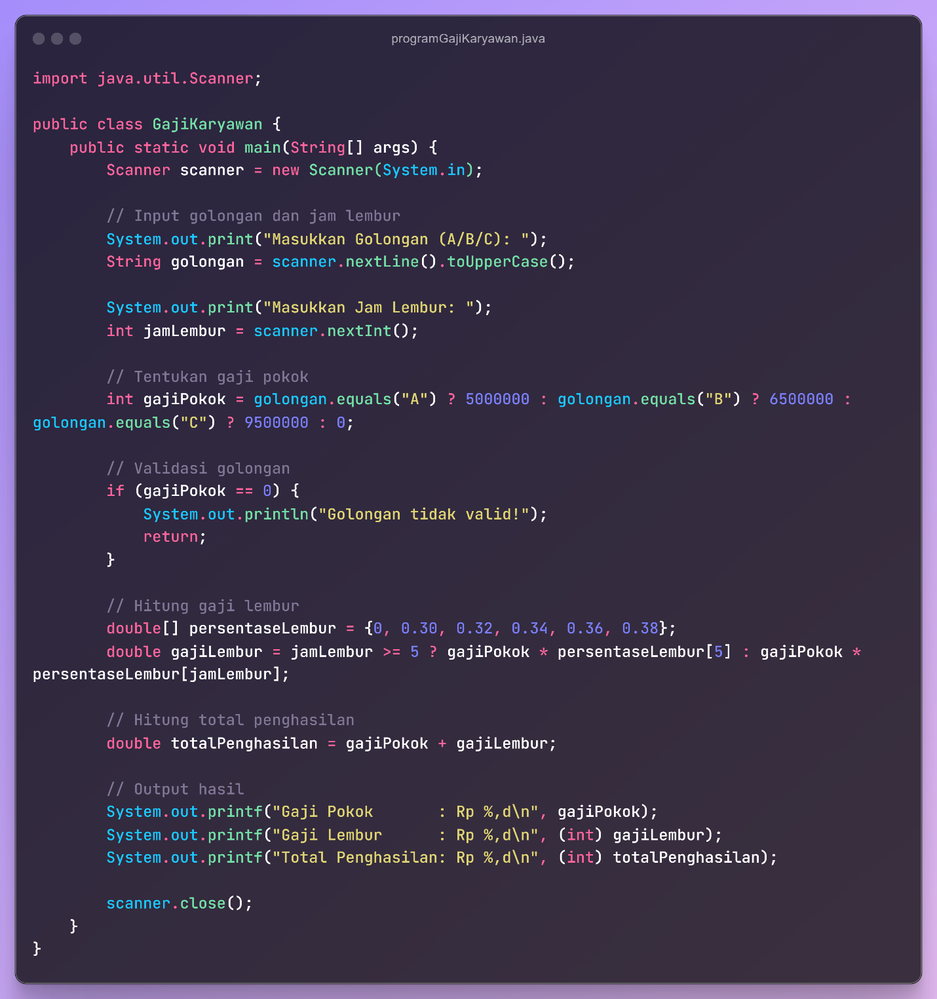 programGajiKaryawan.java
import java.util.Scanner;

public class GajiKaryawan {
    public static void main(String[] args) {
        Scanner scanner = new Scanner(System.in);

        // Input golongan dan jam lembur
        System.out.print("Masukkan Golongan (A/B/C): ");
        String golongan = scanner.nextLine().toUpperCase();

        System.out.print("Masukkan Jam Lembur: ");
        int jamLembur = scanner.nextInt();

        // Tentukan gaji pokok
        int gajiPokok = golongan.equals("A") ? 5000000 : golongan.equals("B") ? 6500000 :
golongan.equals("C") ? 9500000 : 0;

        // Validasi golongan
        if (gajiPokok == 0) {
            System.out.println("Golongan tidak valid!");
            return;
        }

        // Hitung gaji lembur
        double[] persentaseLembur = {0, 0.30, 0.32, 0.34, 0.36, 0.38};
        double gajiLembur = jamLembur >= 5 ? gajiPokok * persentaseLembur[5] : gajiPokok *
persentaseLembur[jamLembur];

        // Hitung total penghasilan
        double totalPenghasilan = gajiPokok + gajiLembur;

        // Output hasil
        System.out.printf("Gaji Pokok       : Rp %,d\n", gajiPokok);
        System.out.printf("Gaji Lembur      : Rp %,d\n", (int) gajiLembur);
        System.out.printf("Total Penghasilan: Rp %,d\n", (int) totalPenghasilan);

        scanner.close();
    }
}